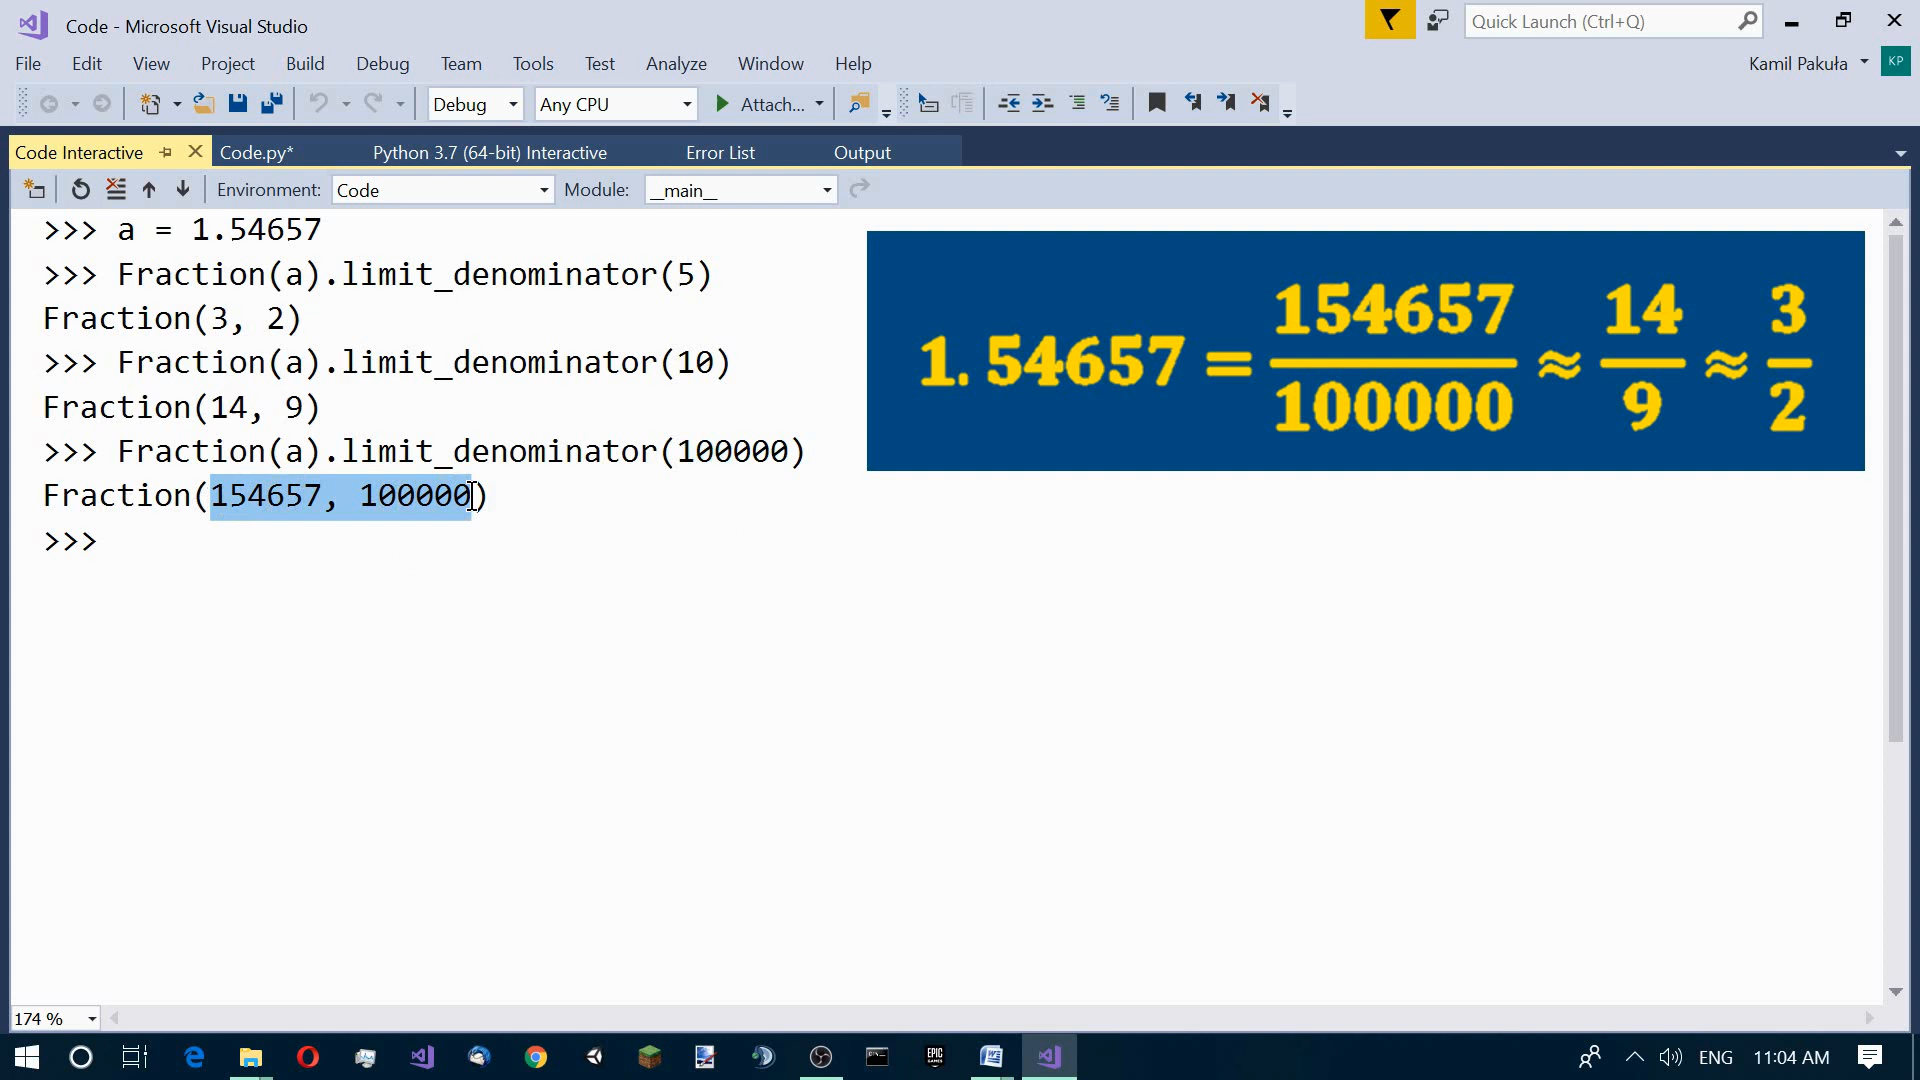 Code - Microsoft Visual Studio
Quick Launch (Ctrl+Q)
File Edit View Project Build Debug Team Tools Test Analyze Window Help
Kamil Pakuła KP
Debug Any CPU Attach...
Code Interactive Code.py* Python 3.7 (64-bit) Interactive Error List Output
Environment: Code Module: __main__
>>> a = 1.54657
>>> Fraction(a).limit_denominator(5)
Fraction(3, 2)
>>> Fraction(a).limit_denominator(10)
Fraction(14, 9)
>>> Fraction(a).limit_denominator(100000)
Fraction(154657, 100000)
>>>
1.54657 = 154657/100000 ≈ 14/9 ≈ 3/2
174 %
EPIC GAMES
ENG 11:04 AM